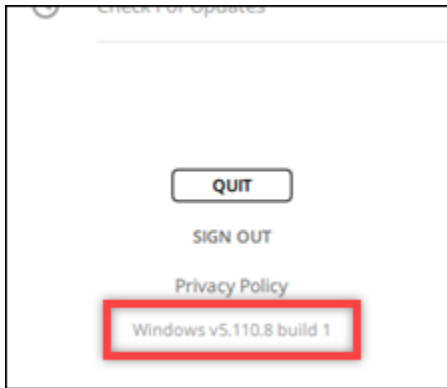 Check For Updates
QUIT
SIGN OUT
Privacy Policy
Windows v5.110.8 build 1